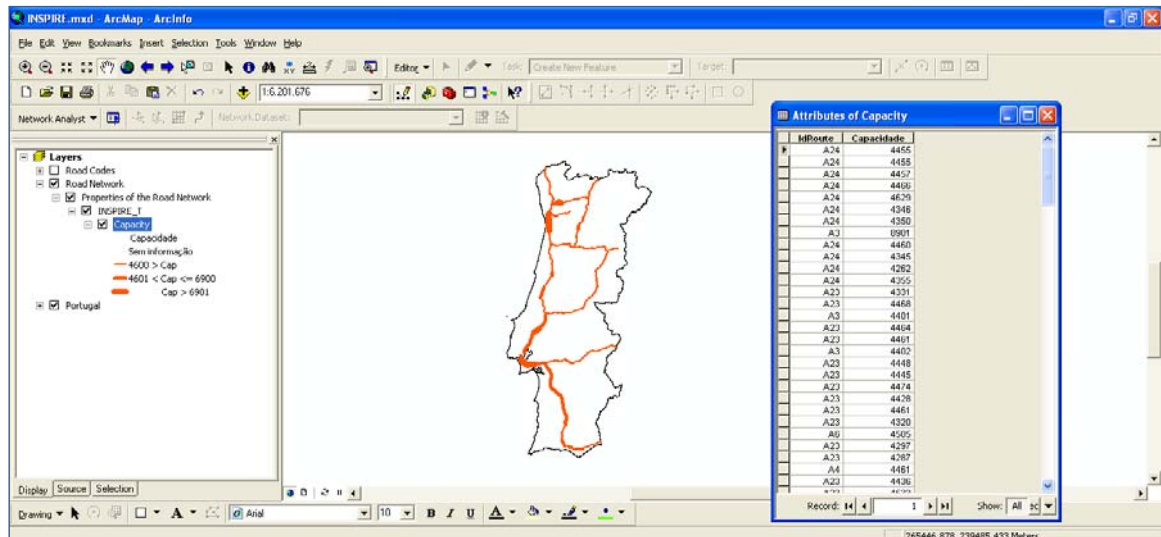 INSPIRE.mxd - ArcMap - ArcInfo
File Edit View Bookmarks Insert Selection Tools Window Help
Editor Task: Create New Feature Target:
1:6.201.676
Network Analyst Network Dataset:
Layers
Road Codes
Road Network
Properties of the Road Network
INSPIRE_T
Capacity
Capacidade
Sem informação
4600 > Cap
4601 < Cap <= 6900
Cap > 6901
Portugal
Display Source Selection
Attributes of Capacity
IdRoute Capacidade
A24 4455
A24 4455
A24 4457
A24 4466
A24 4629
A24 4346
A24 4350
A3 8901
A24 4460
A24 4345
A24 4262
A24 4355
A23 4331
A23 4468
A3 4401
A23 4464
A23 4461
A3 4402
A23 4448
A23 4445
A23 4474
A23 4428
A23 4461
A23 4320
A6 4505
A23 4297
A23 4287
A4 4461
A23 4436
Record: 1 Show: All
Drawing A Arial 10 B I U A
265446,878 239485,433 Meters